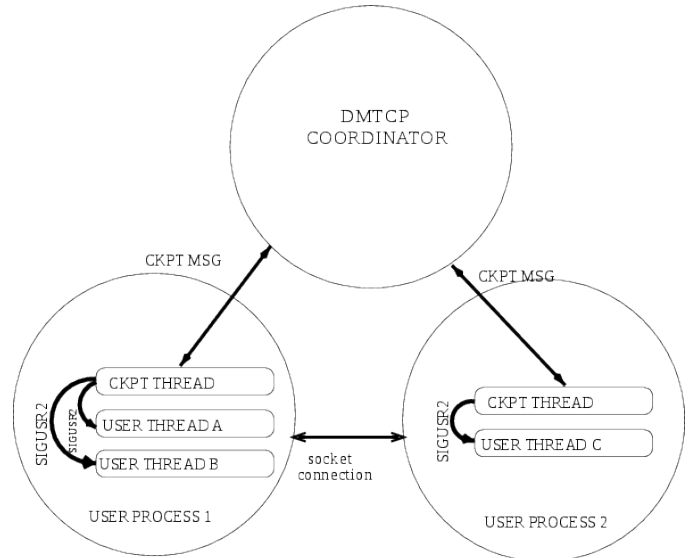 DMTCP
COORDINATOR
CKPT MSG
CKPT MSG
CKPT THREAD
SIGUSR2
SIGUSR2
USER THREAD A
USER THREAD B
USER PROCESS 1
socket
connection
CKPT THREAD
SIGUSR2
USER THREAD C
USER PROCESS 2